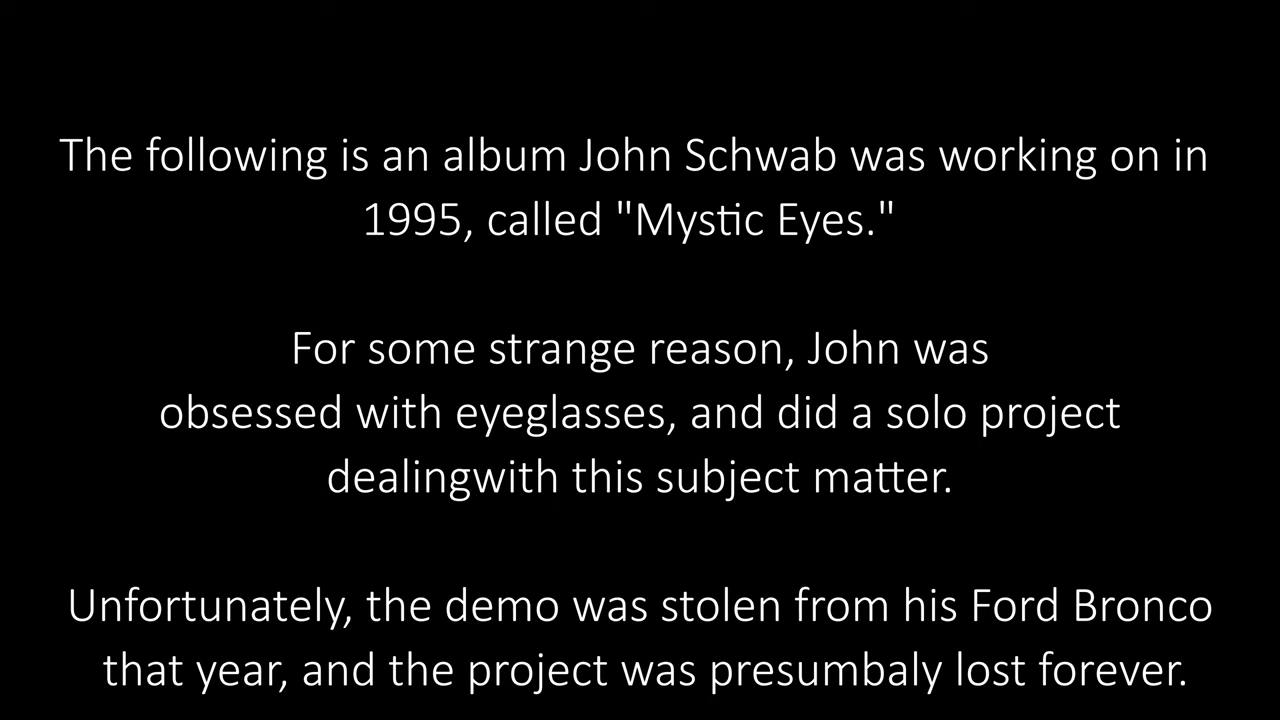 The following is an album John Schwab was working on in
1995, called "Mystic Eyes."
For some strange reason, John was
obsessed with eyeglasses, and did a solo project
dealingwith this subject matter.
Unfortunately, the demo was stolen from his Ford Bronco
that year, and the project was presumbaly lost forever.